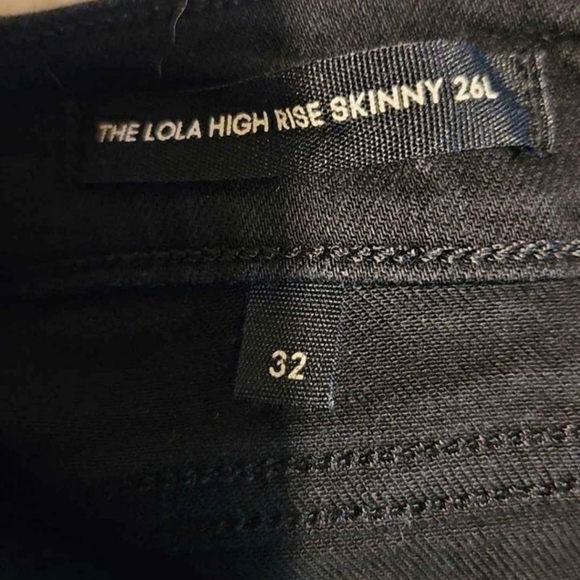 THE LOLA HIGH RISE SKINNY 26L
32